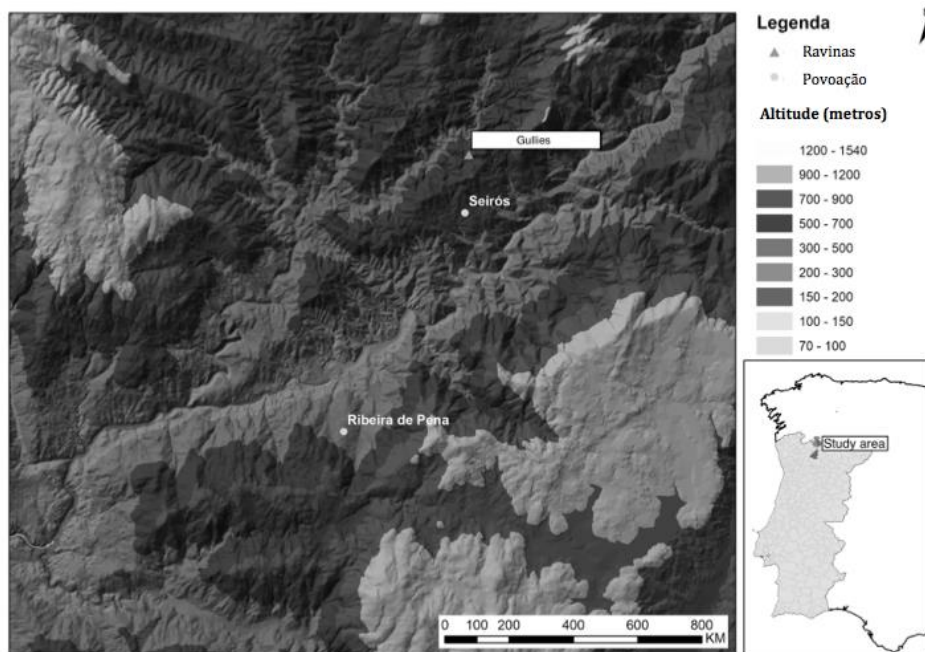 Legenda
Ravinas
Povoação
Altitude (metros)
1200 - 1540
900 - 1200
700 - 900
500 - 700
300 - 500
200 - 300
150 - 200
100 - 150
70 - 100
Gullies
Seirós
Ribeira de Pena
0 100 200 400 600 800
KM
Study area